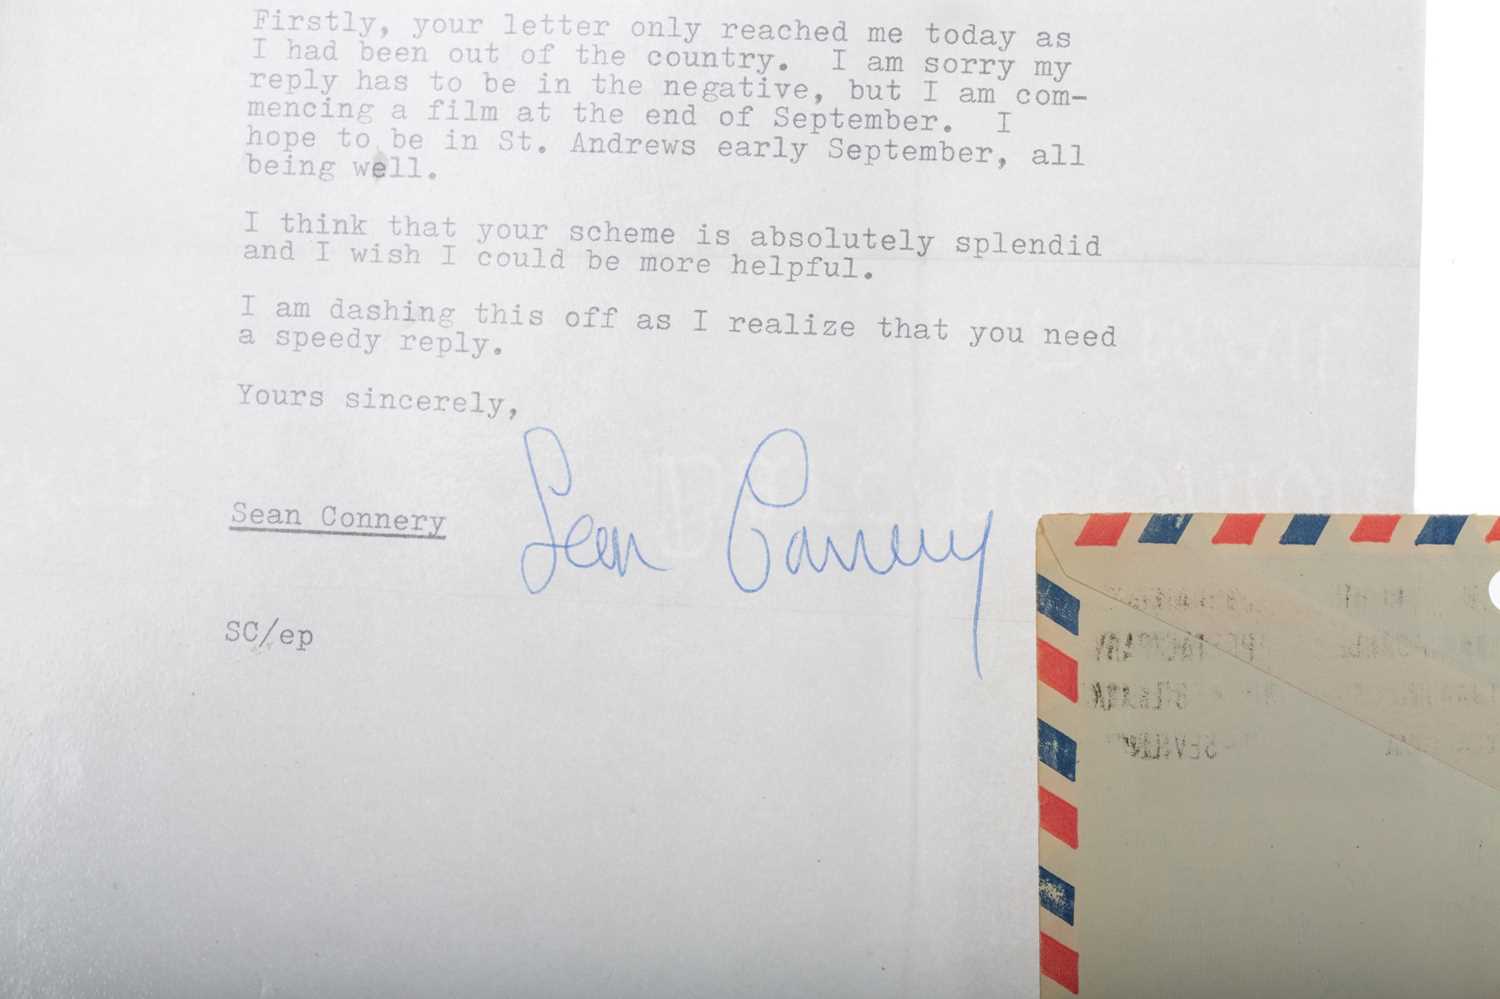 Firstly, your letter only reached me today as
I had been out of the country.  I am sorry my
reply has to be in the negative, but I am com-
mencing a film at the end of September.  I
hope to be in St. Andrews early September, all
being well.
I think that your scheme is absolutely splendid
and I wish I could be more helpful.
I am dashing this off as I realize that you need
a speedy reply.
Yours sincerely,
Sean Connery
Sean Connery
SC/ep